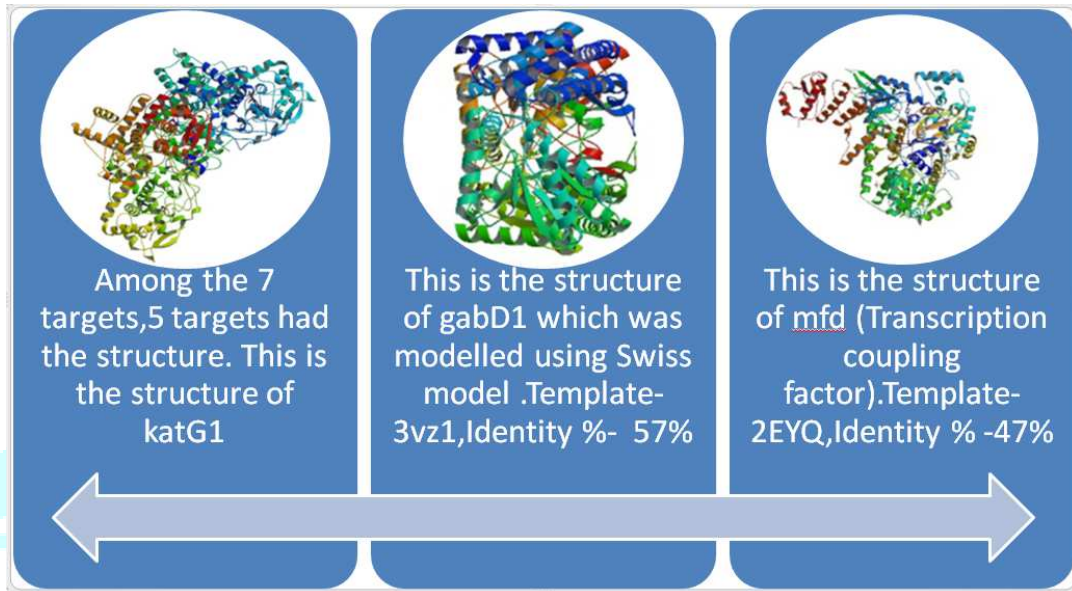 Among the 7
targets,5 targets had
the structure. This is
the structure of
katG1
This is the structure
of gabD1 which was
modelled using Swiss
model .Template-
3vz1,Identity %- 57%
This is the structure
of mfd (Transcription
coupling
factor).Template-
2EYQ,Identity % -47%